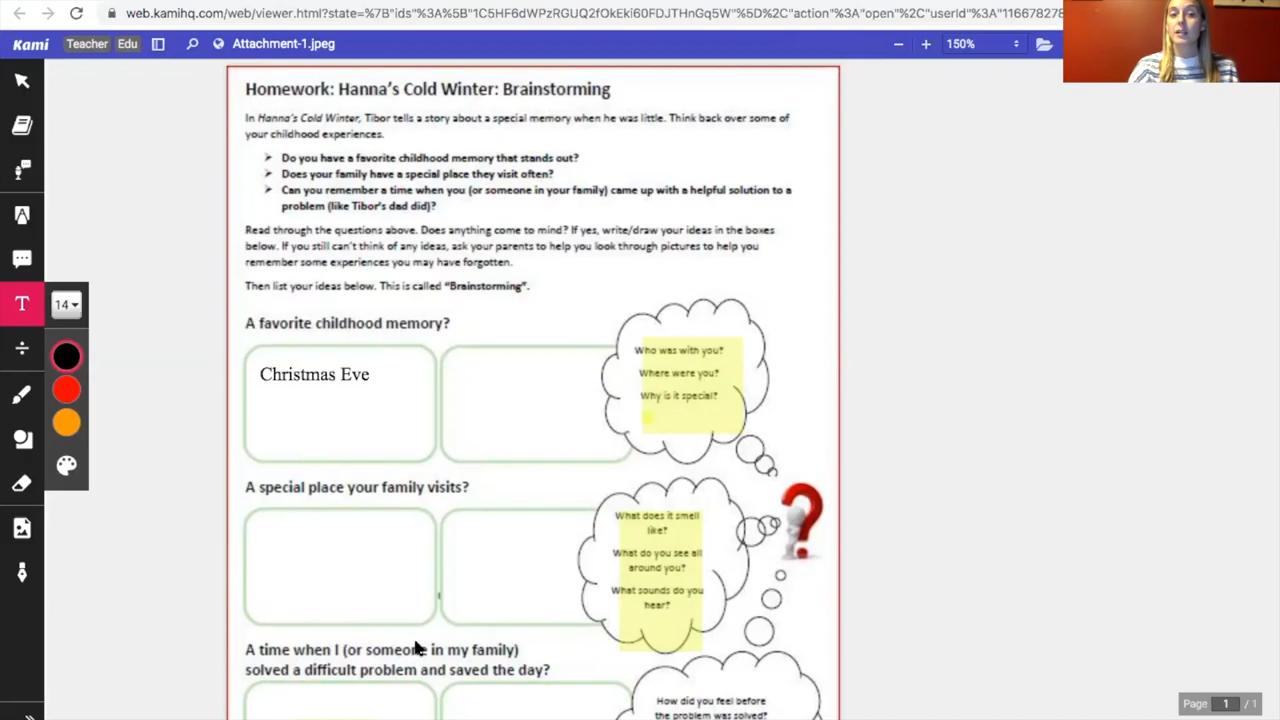 web.kamihq.com/web/viewer.html?state=%7B"ids"%3A%5B"1C5HF6dWPzRGUQ2fOkEki60FDJTHnGq5W"%5D%2C"action"%3A"open"%2C"userId"%3A"1166782
Kami Teacher Edu Attachment-1.jpeg 150%
Homework: Hanna's Cold Winter: Brainstorming
In Hanna's Cold Winter, Tibor tells a story about a special memory when he was little. Think back over some of
your childhood experiences.
➢ Do you have a favorite childhood memory that stands out?
➢ Does your family have a special place they visit often?
➢ Can you remember a time when you (or someone in your family) came up with a helpful solution to a
problem (like Tibor's dad did)?
Read through the questions above. Does anything come to mind? If yes, write/draw your ideas in the boxes
below. If you still can't think of any ideas, ask your parents to help you look through pictures to help you
remember some experiences you may have forgotten.
Then list your ideas below. This is called "Brainstorming".
T 14
A favorite childhood memory?
Christmas Eve
Who was with you?
Where were you?
Why is it special?
A special place your family visits?
What does it smell
like?
What do you see all
around you?
What sounds do you
hear?
A time when I (or someone in my family)
solved a difficult problem and saved the day?
How did you feel before
the problem was solved?
Page 1 / 1